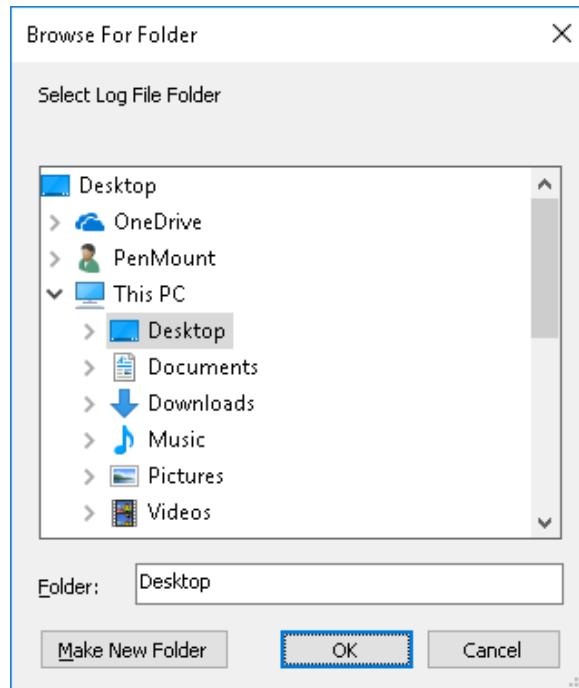 Browse For Folder
Select Log File Folder
Desktop
OneDrive
PenMount
This PC
Desktop
Documents
Downloads
Music
Pictures
Videos
Folder: Desktop
Make New Folder OK Cancel